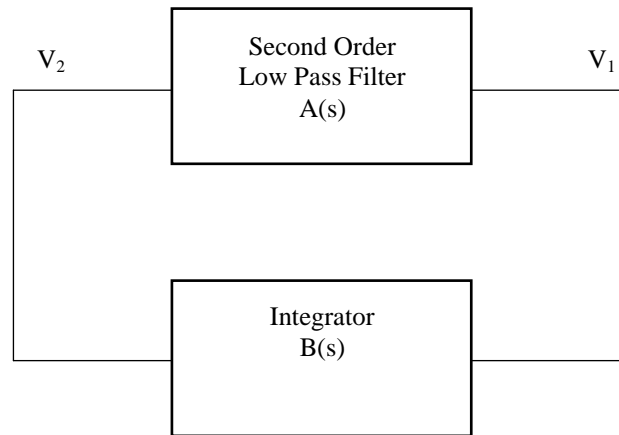 Second Order
Low Pass Filter
A(s)
V₂
V₁
Integrator
B(s)